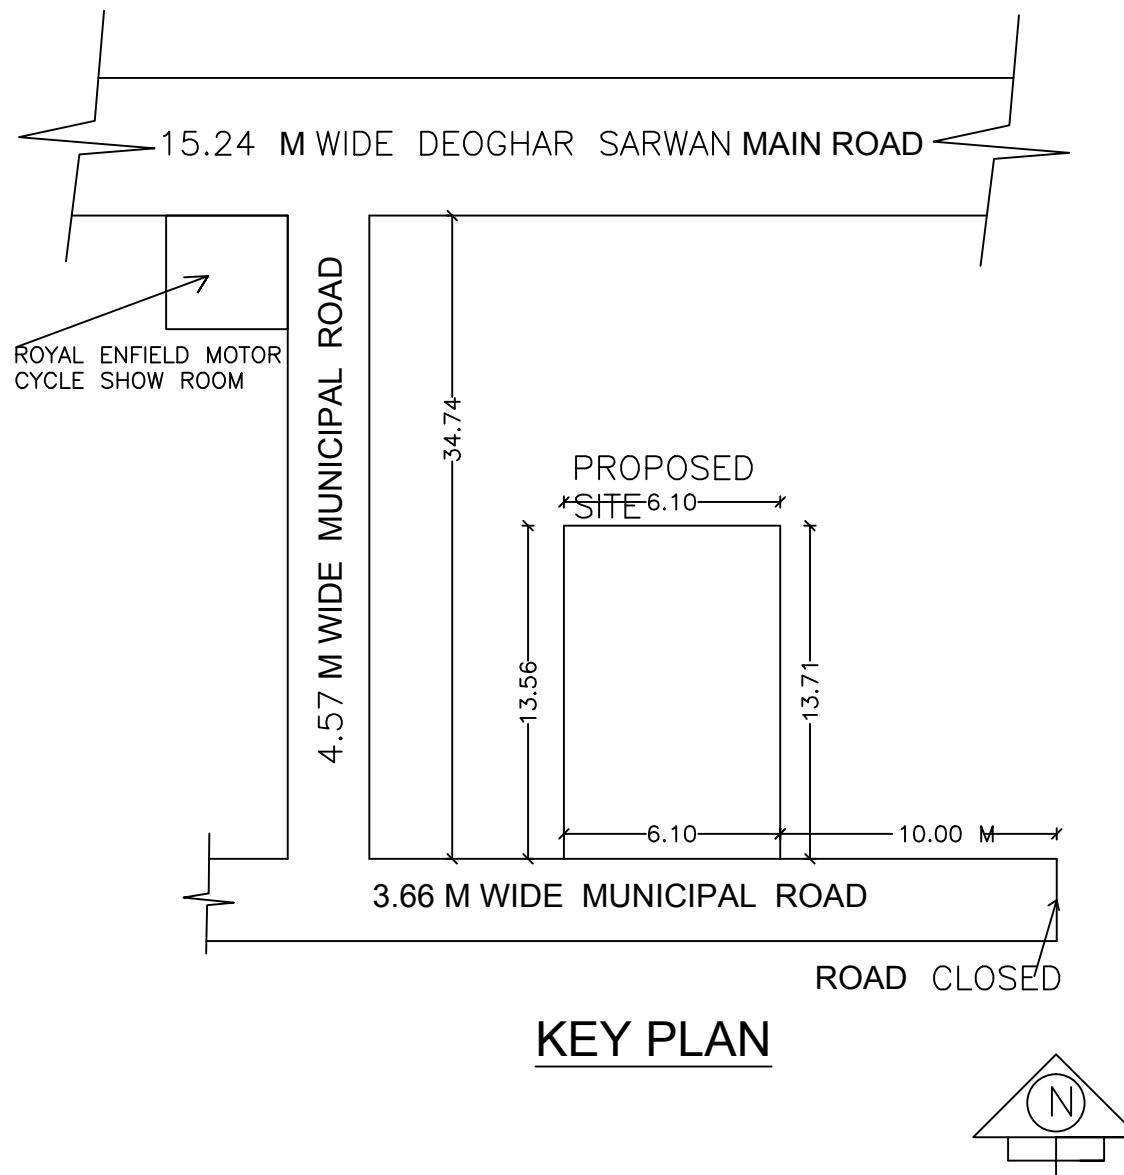 15.24 M WIDE DEOGHAR SARWAN MAIN ROAD
ROYAL ENFIELD MOTOR
CYCLE SHOW ROOM
4.57 M WIDE MUNICIPAL ROAD
34.74
PROPOSED
SITE
6.10
13.56
13.71
6.10
10.00 M
3.66 M WIDE MUNICIPAL ROAD
ROAD CLOSED
KEY PLAN
N